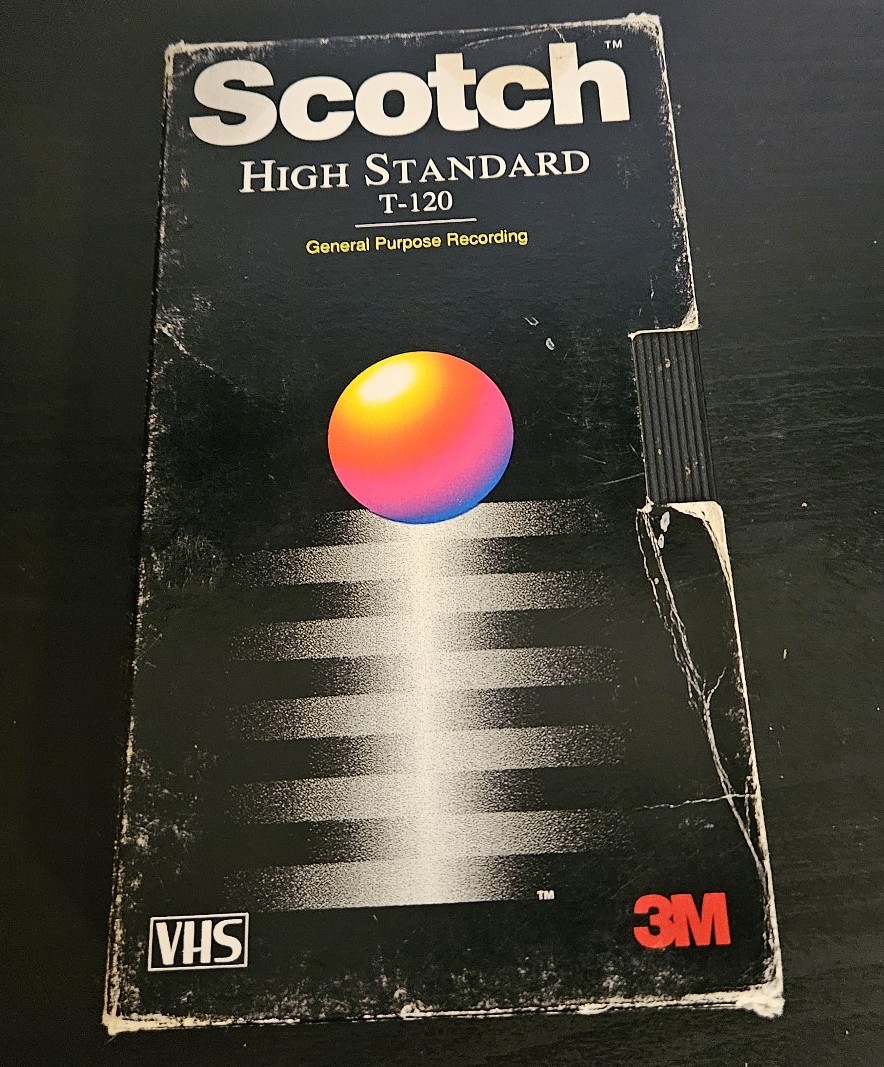 Scotch™
HIGH STANDARD
T-120
General Purpose Recording
TM
VHS
3M